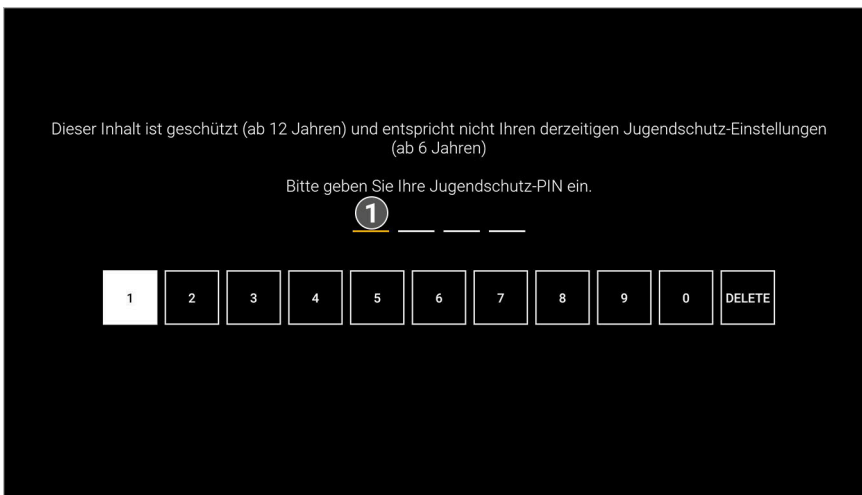 Dieser Inhalt ist geschützt (ab 12 Jahren) und entspricht nicht Ihren derzeitigen Jugendschutz-Einstellungen
(ab 6 Jahren)
Bitte geben Sie Ihre Jugendschutz-PIN ein.
1
1 2 3 4 5 6 7 8 9 0 DELETE